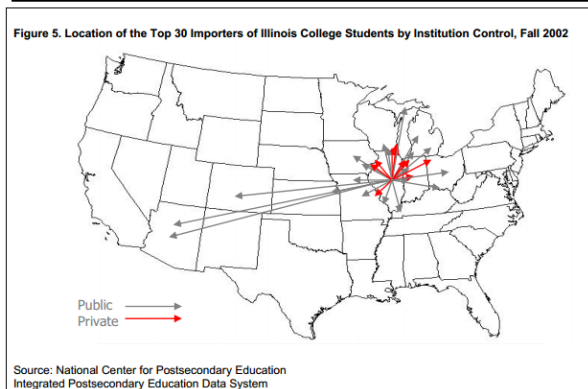 Figure 5. Location of the Top 30 Importers of Illinois College Students by Institution Control, Fall 2002
Public
Private
Source: National Center for Postsecondary Education
Integrated Postsecondary Education Data System